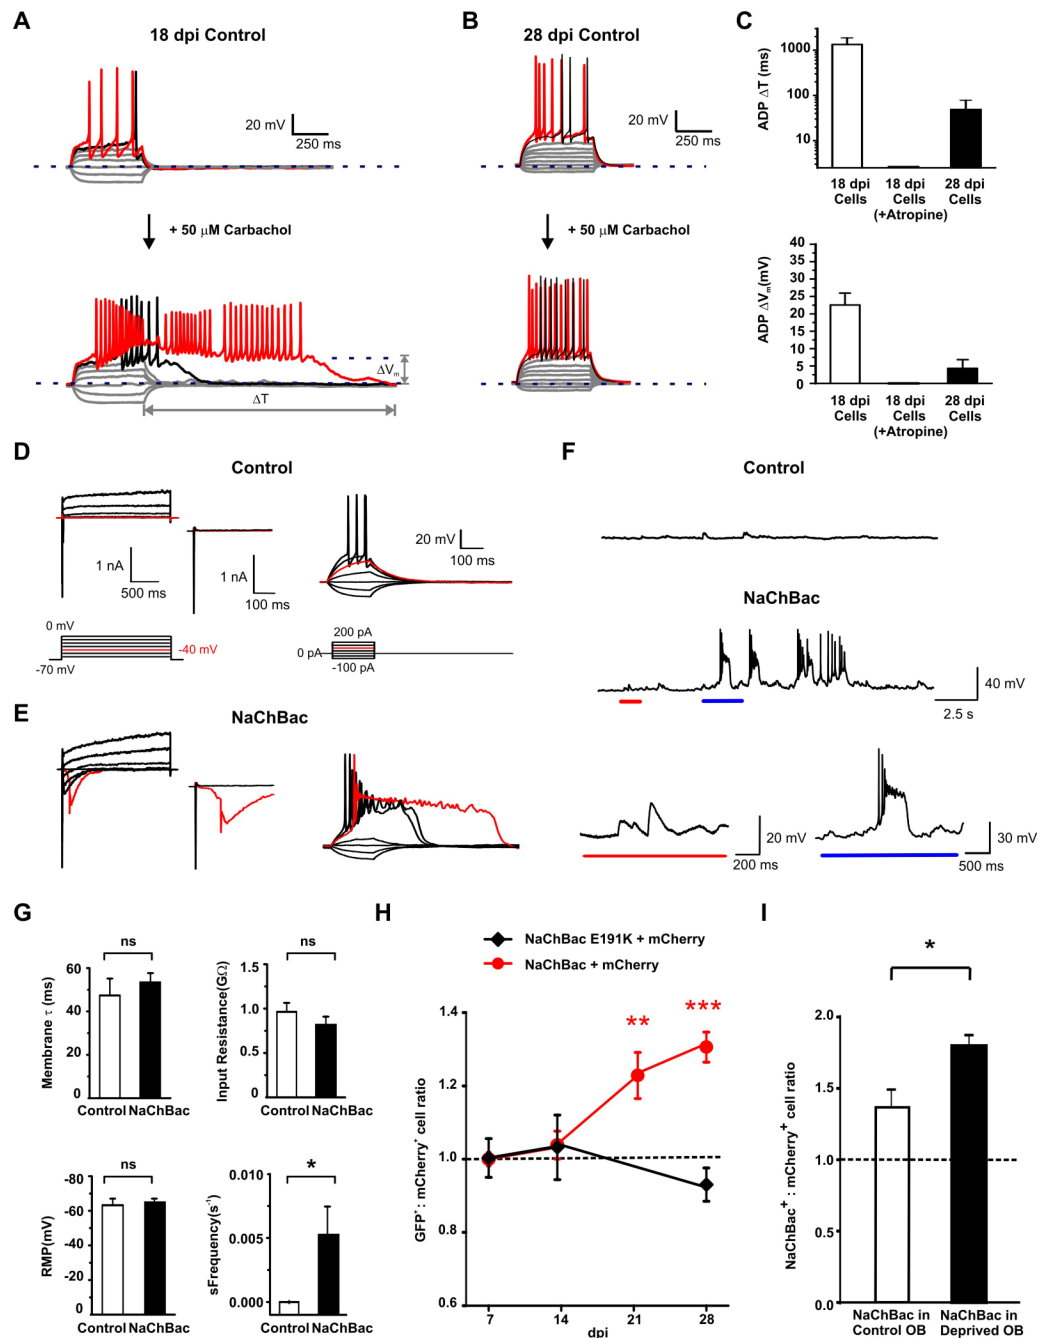 A
18 dpi Control
20 mV
250 ms
+ 50 μM Carbachol
ΔVm
ΔT
B
28 dpi Control
20 mV
250 ms
+ 50 μM Carbachol
C
ADP ΔT (ms)
1000
100
10
18 dpi Cells
18 dpi Cells (+Atropine)
28 dpi Cells
ADP ΔVm(mV)
40
35
30
25
20
15
10
5
0
18 dpi Cells
18 dpi Cells (+Atropine)
28 dpi Cells
D
Control
1 nA
500 ms
1 nA
100 ms
20 mV
100 ms
0 mV
-40 mV
-70 mV
200 pA
0 pA
-100 pA
E
NaChBac
F
Control
NaChBac
40 mV
2.5 s
20 mV
200 ms
30 mV
500 ms
G
ns
Membrane τ (ms)
60
40
20
0
Control NaChBac
ns
Input Resistance(GΩ)
1.5
1.0
0.5
0
Control NaChBac
ns
RMP(mV)
-80
-60
-40
-20
0
Control NaChBac
*
sFrequency(s-1)
0.010
0.005
0.000
Control NaChBac
H
NaChBac E191K + mCherry
NaChBac + mCherry
GFP+: mCherry+ cell ratio
1.4
1.2
1.0
0.8
0.6
**
***
7
14
21
28
dpi
I
*
NaChBac+ : mCherry+ cell ratio
2.0
1.5
1.0
0.5
0.0
NaChBac in Control OB
NaChBac in Deprived OB